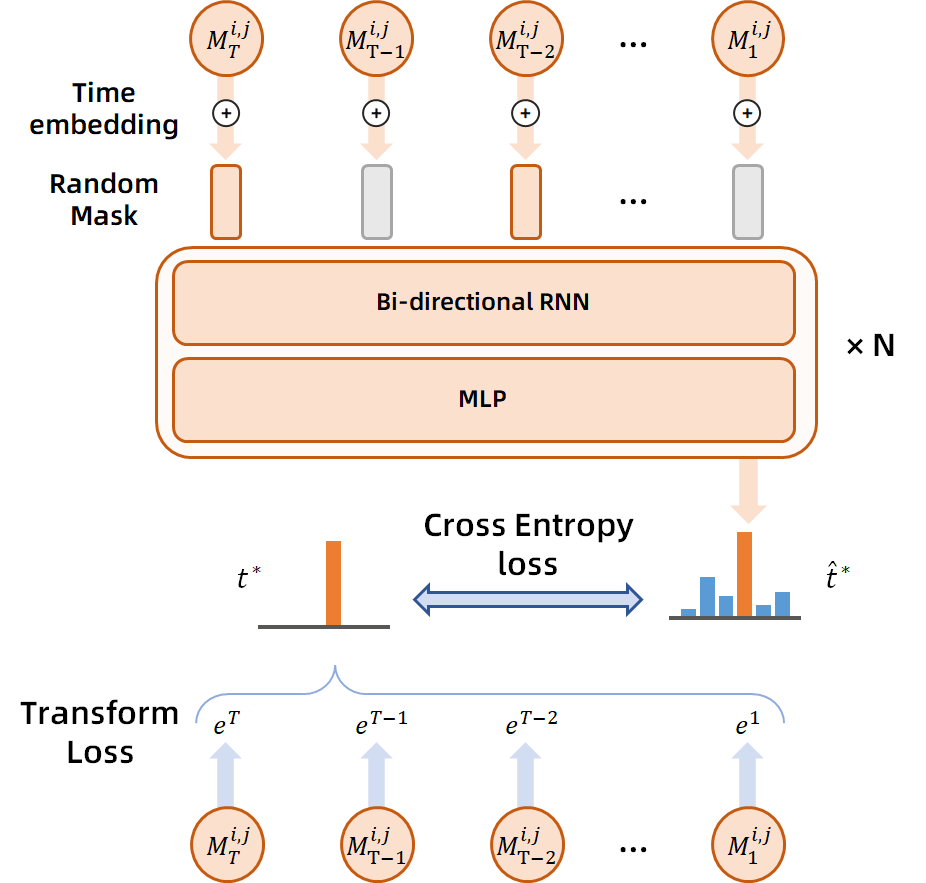 M_T^{i,j} M_{T−1}^{i,j} M_{T−2}^{i,j} ... M_1^{i,j}
Time
embedding
+ + + +
Random
Mask
...
Bi-directional RNN
× N
MLP
Cross Entropy
loss
t^* \hat{t}^*
Transform
Loss
e^T e^{T−1} e^{T−2} e^1
M_T^{i,j} M_{T−1}^{i,j} M_{T−2}^{i,j} ... M_1^{i,j}